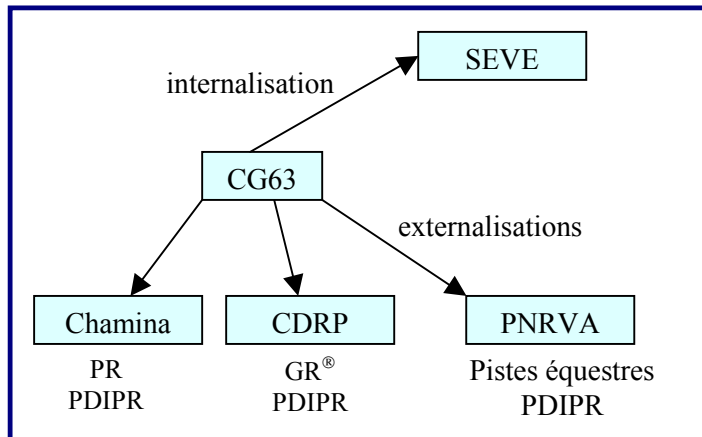 SEVE
internalisation
CG63
externalisations
Chamina
CDRP
PNRVA
PR
PDIPR
GR®
PDIPR
Pistes équestres
PDIPR